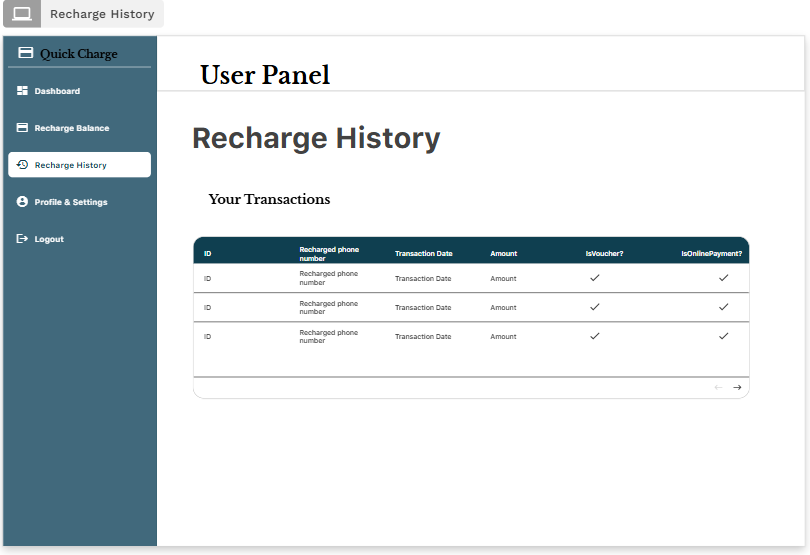 Recharge History
Quick Charge
User Panel
Dashboard
Recharge Balance
Recharge History
Profile & Settings
Logout
Recharge History
Your Transactions
ID Recharged phone number Transaction Date Amount IsVoucher? IsOnlinePayment?
ID Recharged phone number Transaction Date Amount
ID Recharged phone number Transaction Date Amount
ID Recharged phone number Transaction Date Amount